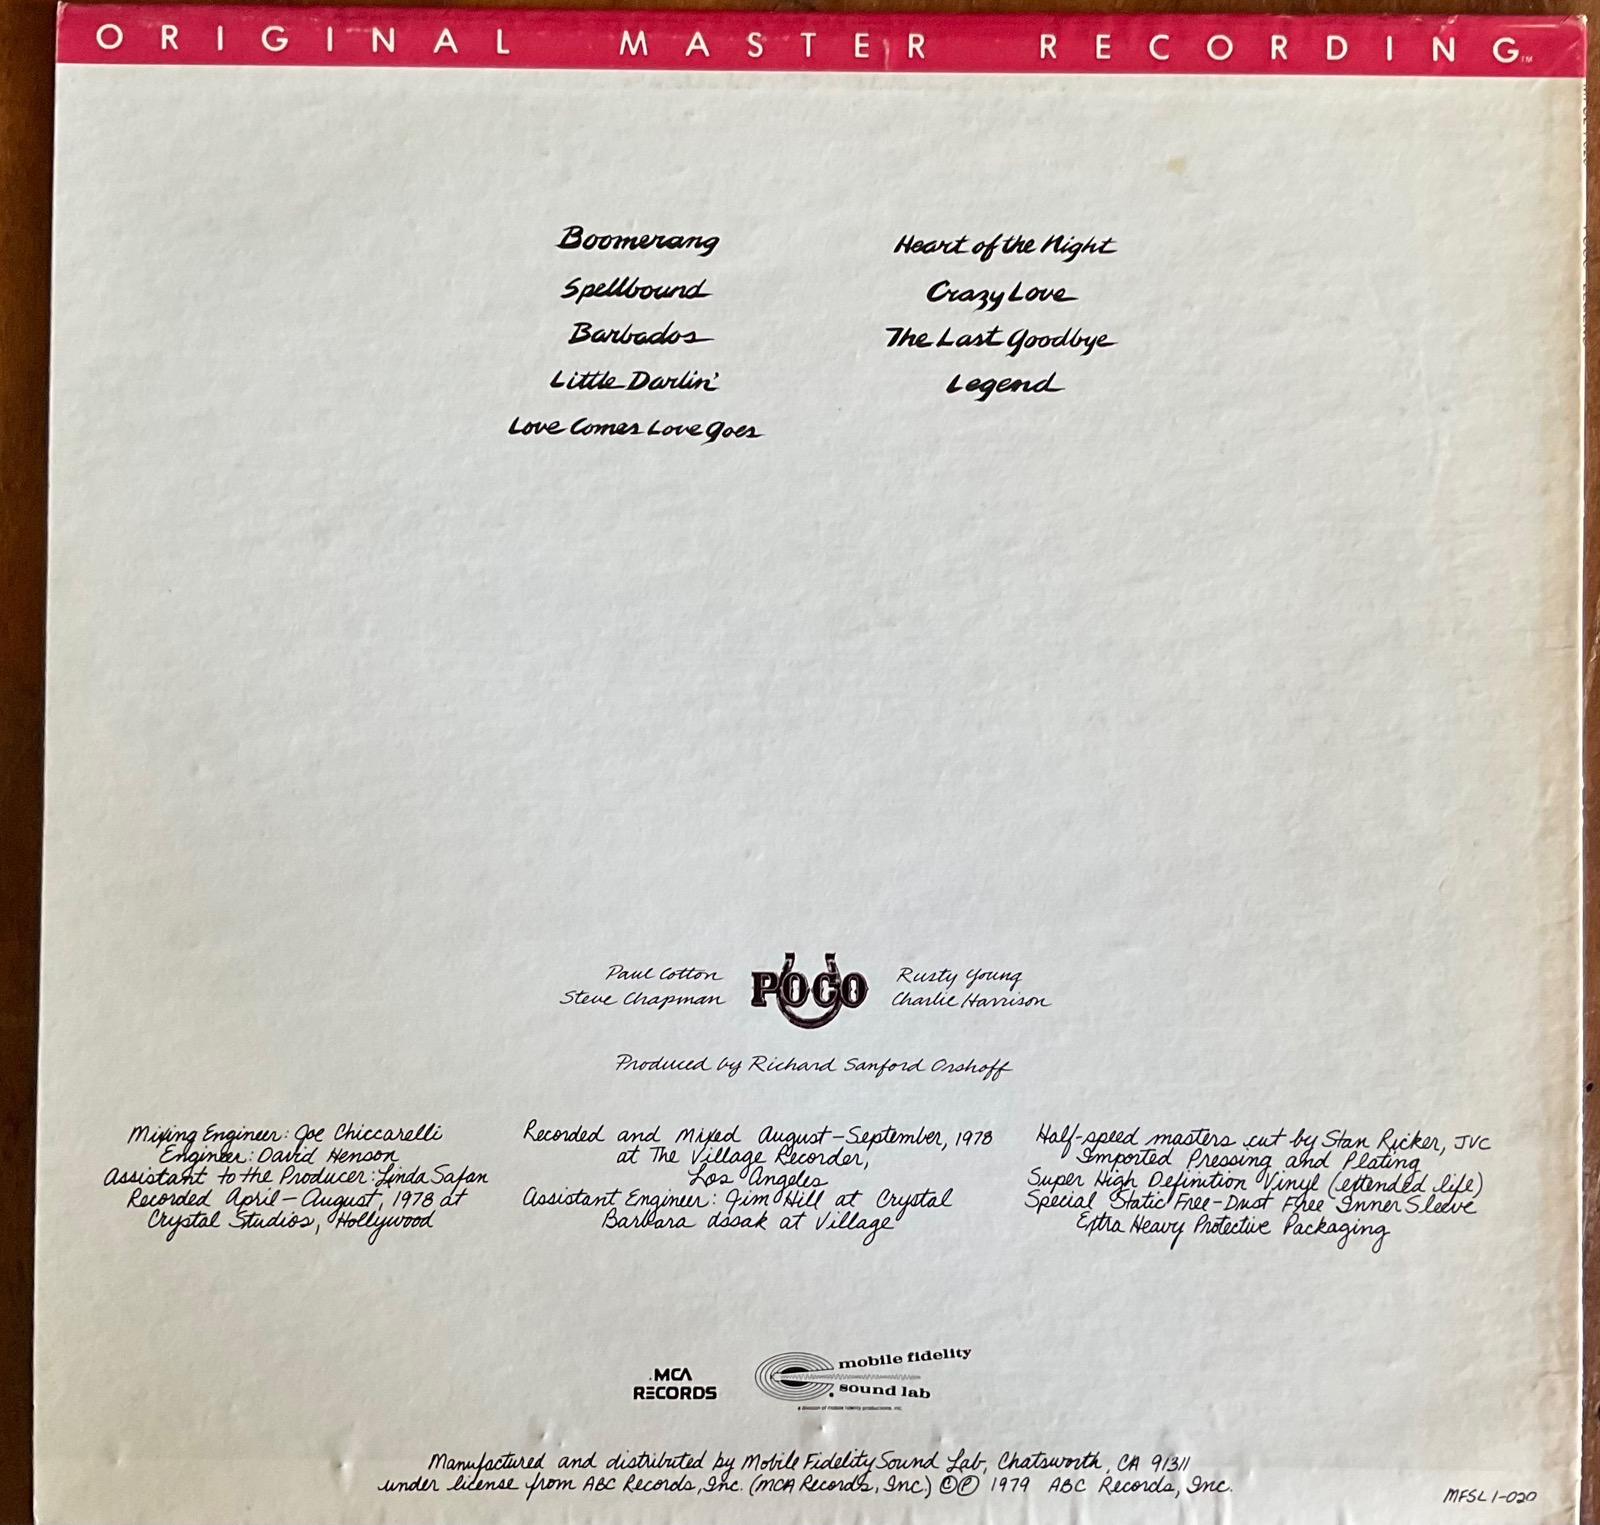 ORIGINAL MASTER RECORDING™
Boomerang
Spellbound
Barbados
Little Darlin'
Love Comes Love Goes
Heart of the Night
Crazy Love
The Last Goodbye
Legend
Paul Cotton
Steve Chapman
POCO
Rusty Young
Charlie Harrison
Produced by Richard Sanford Orshoff
Mixing Engineer: Joe Chiccarelli
Engineer: David Henson
Assistant to the Producer: Linda Safan
Recorded April – August, 1978 at
Crystal Studios, Hollywood
Recorded and Mixed August – September, 1978
at The Village Recorder,
Los Angeles
Assistant Engineer: Jim Hill at Crystal
Barbara Issak at Village
Half-speed masters cut by Stan Ricker, JVC
Imported Pressing and Plating
Super High Definition Vinyl (extended life)
Special Static Free-Dust Free Inner Sleeve
Extra Heavy Protective Packaging
MCA
RECORDS
mobile fidelity
sound lab
a division of mobile fidelity productions, inc.
Manufactured and distributed by Mobile Fidelity Sound Lab, Chatsworth, CA 91311
under license from ABC Records, Inc. (MCA Records, Inc.) ©℗ 1979 ABC Records, Inc.
MFSL 1-020